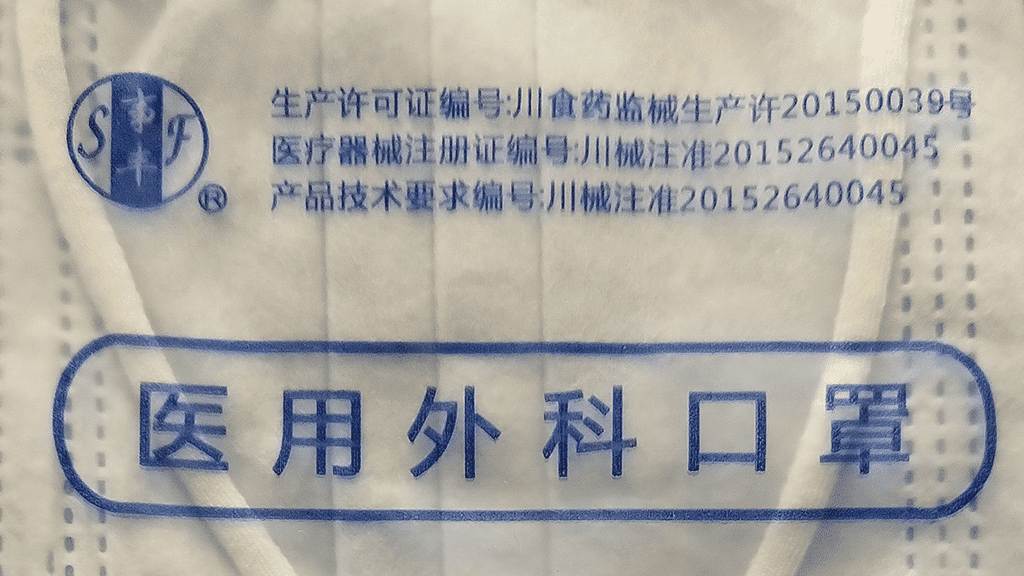 S F
®
生产许可证编号:川食药监械生产许20150039号
医疗器械注册证编号:川械注准20152640045
产品技术要求编号:川械注准20152640045
医用外科口罩